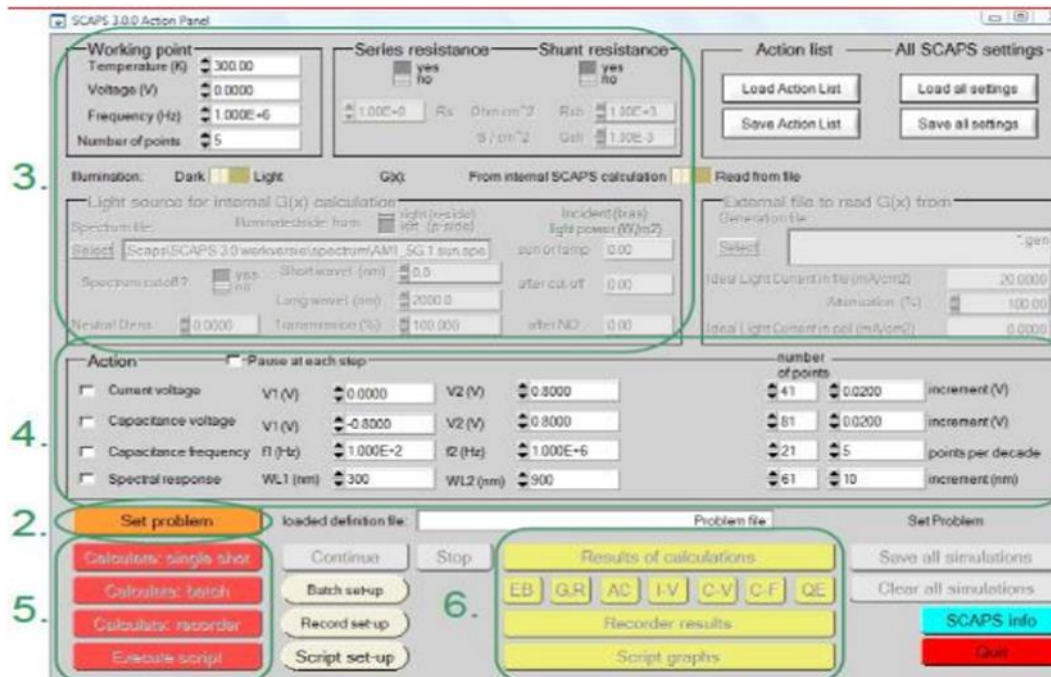 SCAPS 3.0.0 Action Panel
Working point
Temperature (K) 300.00
Voltage (V) 0.0000
Frequency (Hz) 1.000E+6
Number of points 5
Series resistance
yes
no
1.00E+0 Rs Ohm.cm^2
Shunt resistance
yes
no
Rsh 1.00E+3
S / cm^2 Gsh 1.00E-3
Action list
Load Action List
Save Action List
All SCAPS settings
Load all settings
Save all settings
3.
Illumination: Dark Light G(x): From internal SCAPS calculation Read from file
Light source for internal G(x) calculation
Spectrum file: Illuminated side: from right (n-side)
left (p-side)
Incident (bias)
light power (W/m2)
Select
sun or lamp 0.00
Spectrum cut off ? yes
no
Short wavel. (nm) 0.0
after cut-off 0.00
Long wavel. (nm) 2000.0
Neutral Dens. 0.0000 Transmission (%) 100.000 after ND 0.00
External file to read G(x) from
Generation file:
Select
*.gen
Ideal Light Current in file (mA/cm2) 20.0000
Attenuation (%) 100.00
Ideal Light Current in cell (mA/cm2) 0.0000
4.
Action Pause at each step number
of points
Current voltage V1 (V) 0.0000 V2 (V) 0.8000 41 0.0200 increment (V)
Capacitance voltage V1 (V) -0.8000 V2 (V) 0.8000 81 0.0200 increment (V)
Capacitance frequency f1 (Hz) 1.000E+2 f2 (Hz) 1.000E+6 21 5 points per decade
Spectral response WL1 (nm) 300 WL2 (nm) 900 61 10 increment (nm)
2.
Set problem loaded definition file: Problem file Set Problem
5.
Calculate: single shot Continue Stop
Calculate: batch Batch set-up
Calculate: recorder Record set-up
Execute script Script set-up
6.
Results of calculations
EB G,R AC I-V C-V C-F QE
Recorder results
Script graphs
Save all simulations
Clear all simulations
SCAPS info
Quit